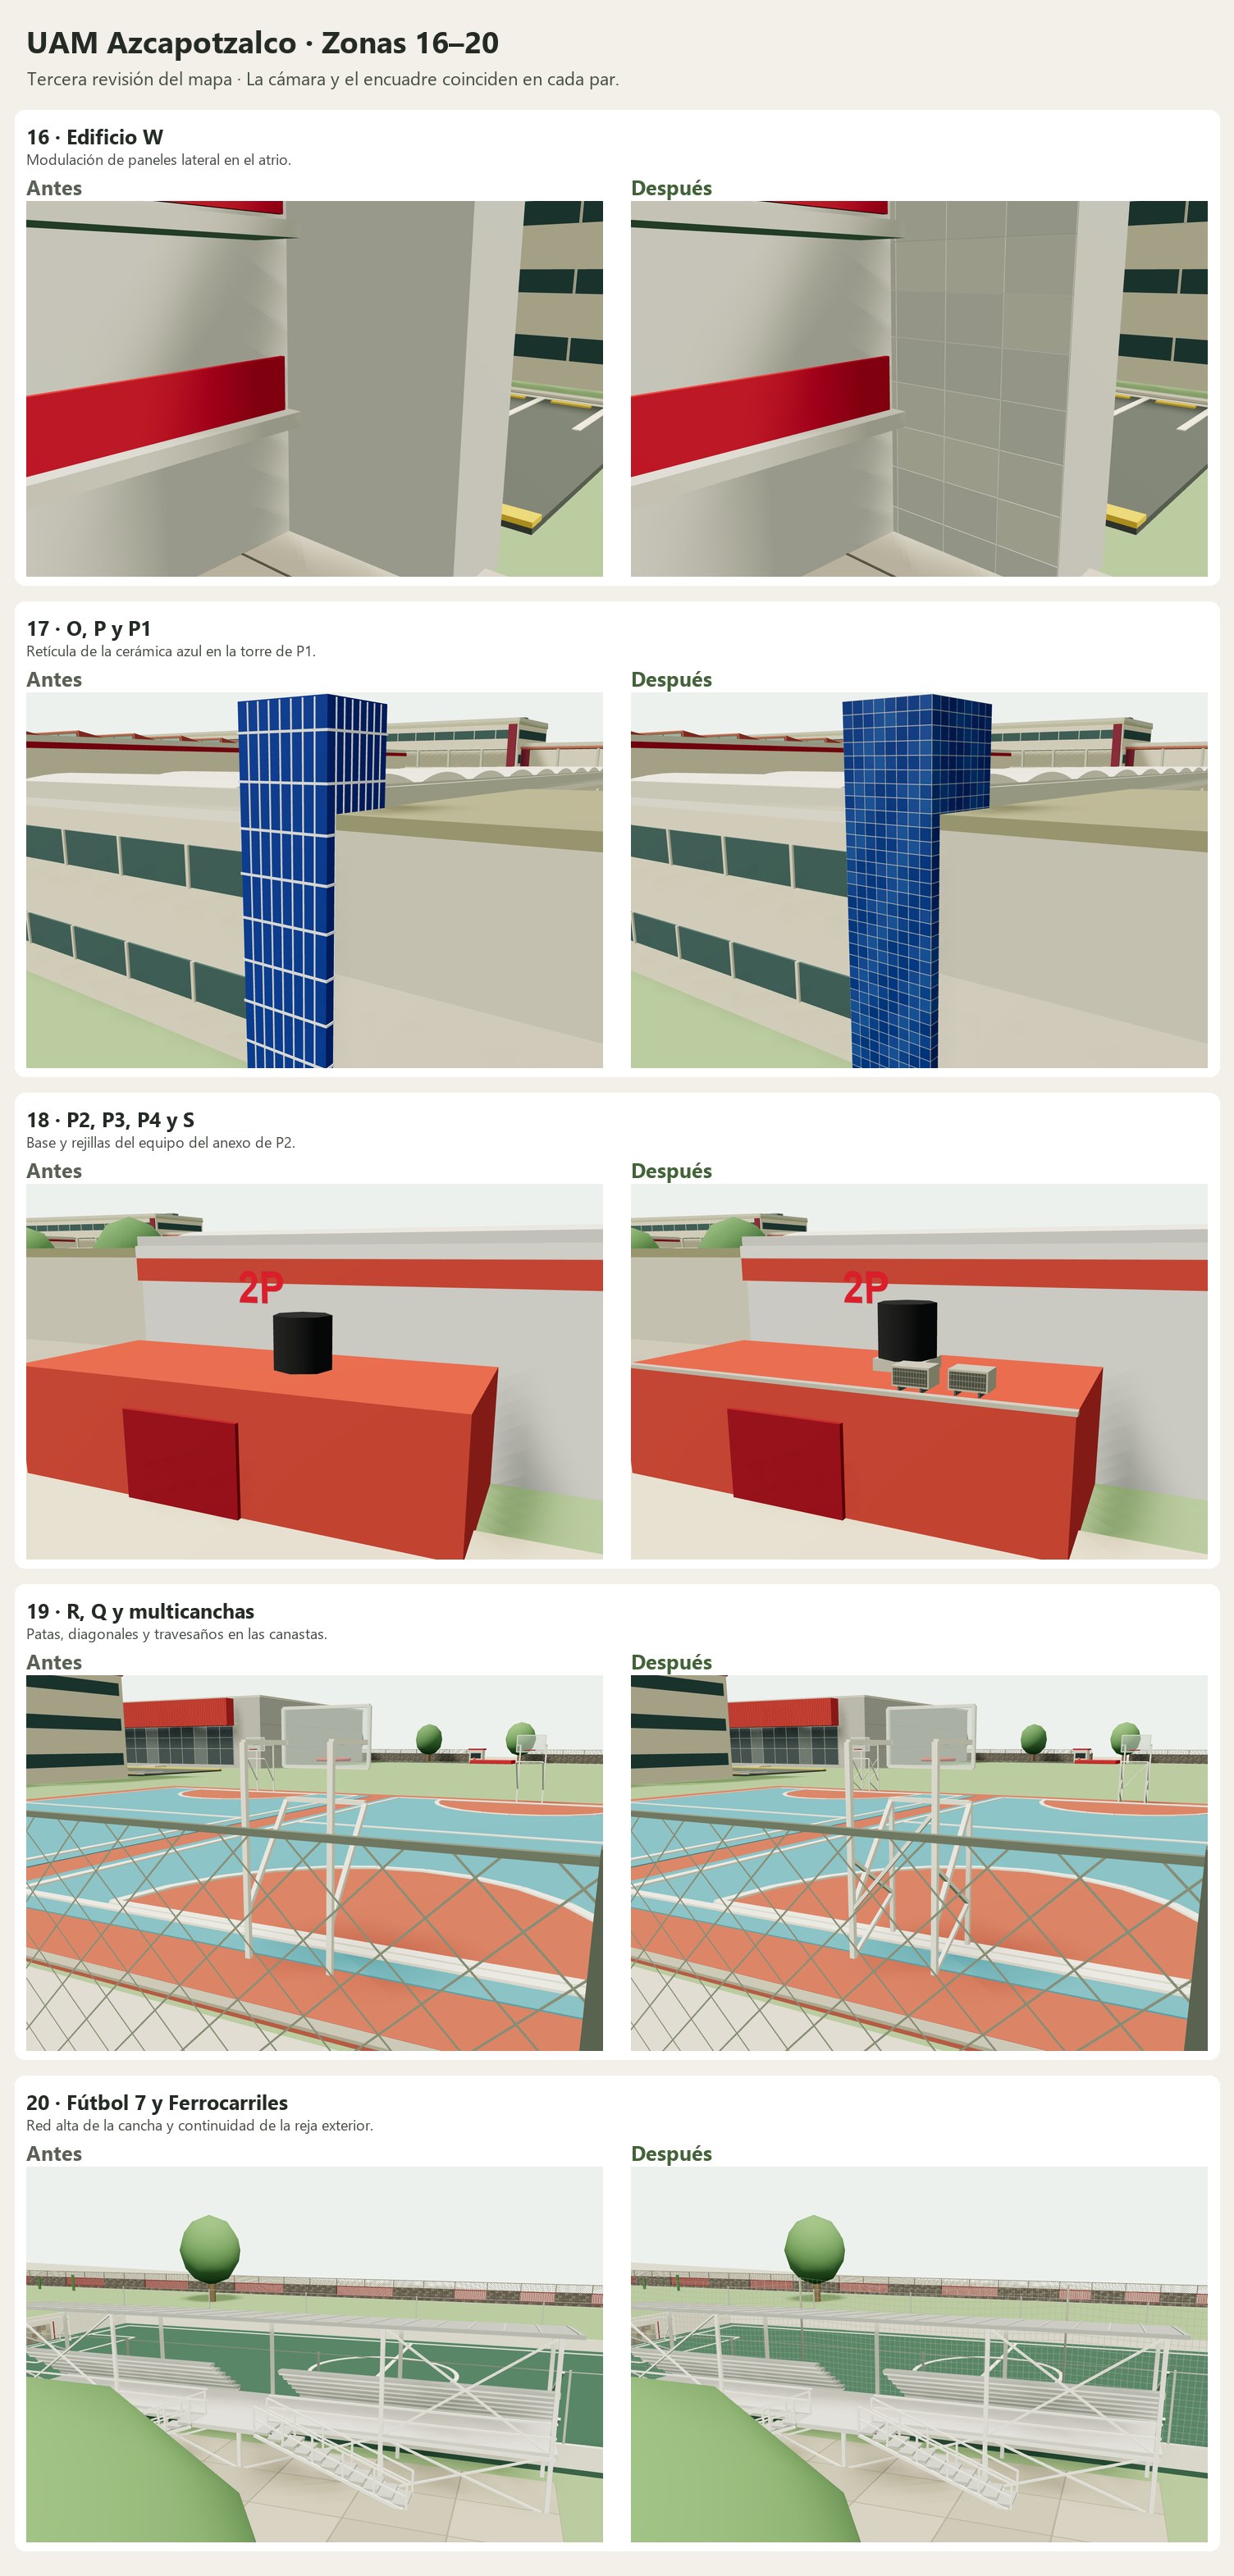 UAM Azcapotzalco · Zonas 16–20
Tercera revisión del mapa · La cámara y el encuadre coinciden en cada par.
16 · Edificio W
Modulación de paneles lateral en el atrio.
Antes
Después
17 · O, P y P1
Retícula de la cerámica azul en la torre de P1.
Antes
Después
18 · P2, P3, P4 y S
Base y rejillas del equipo del anexo de P2.
Antes
Después
2P
2P
19 · R, Q y multicanchas
Patas, diagonales y travesaños en las canastas.
Antes
Después
20 · Fútbol 7 y Ferrocarriles
Red alta de la cancha y continuidad de la reja exterior.
Antes
Después